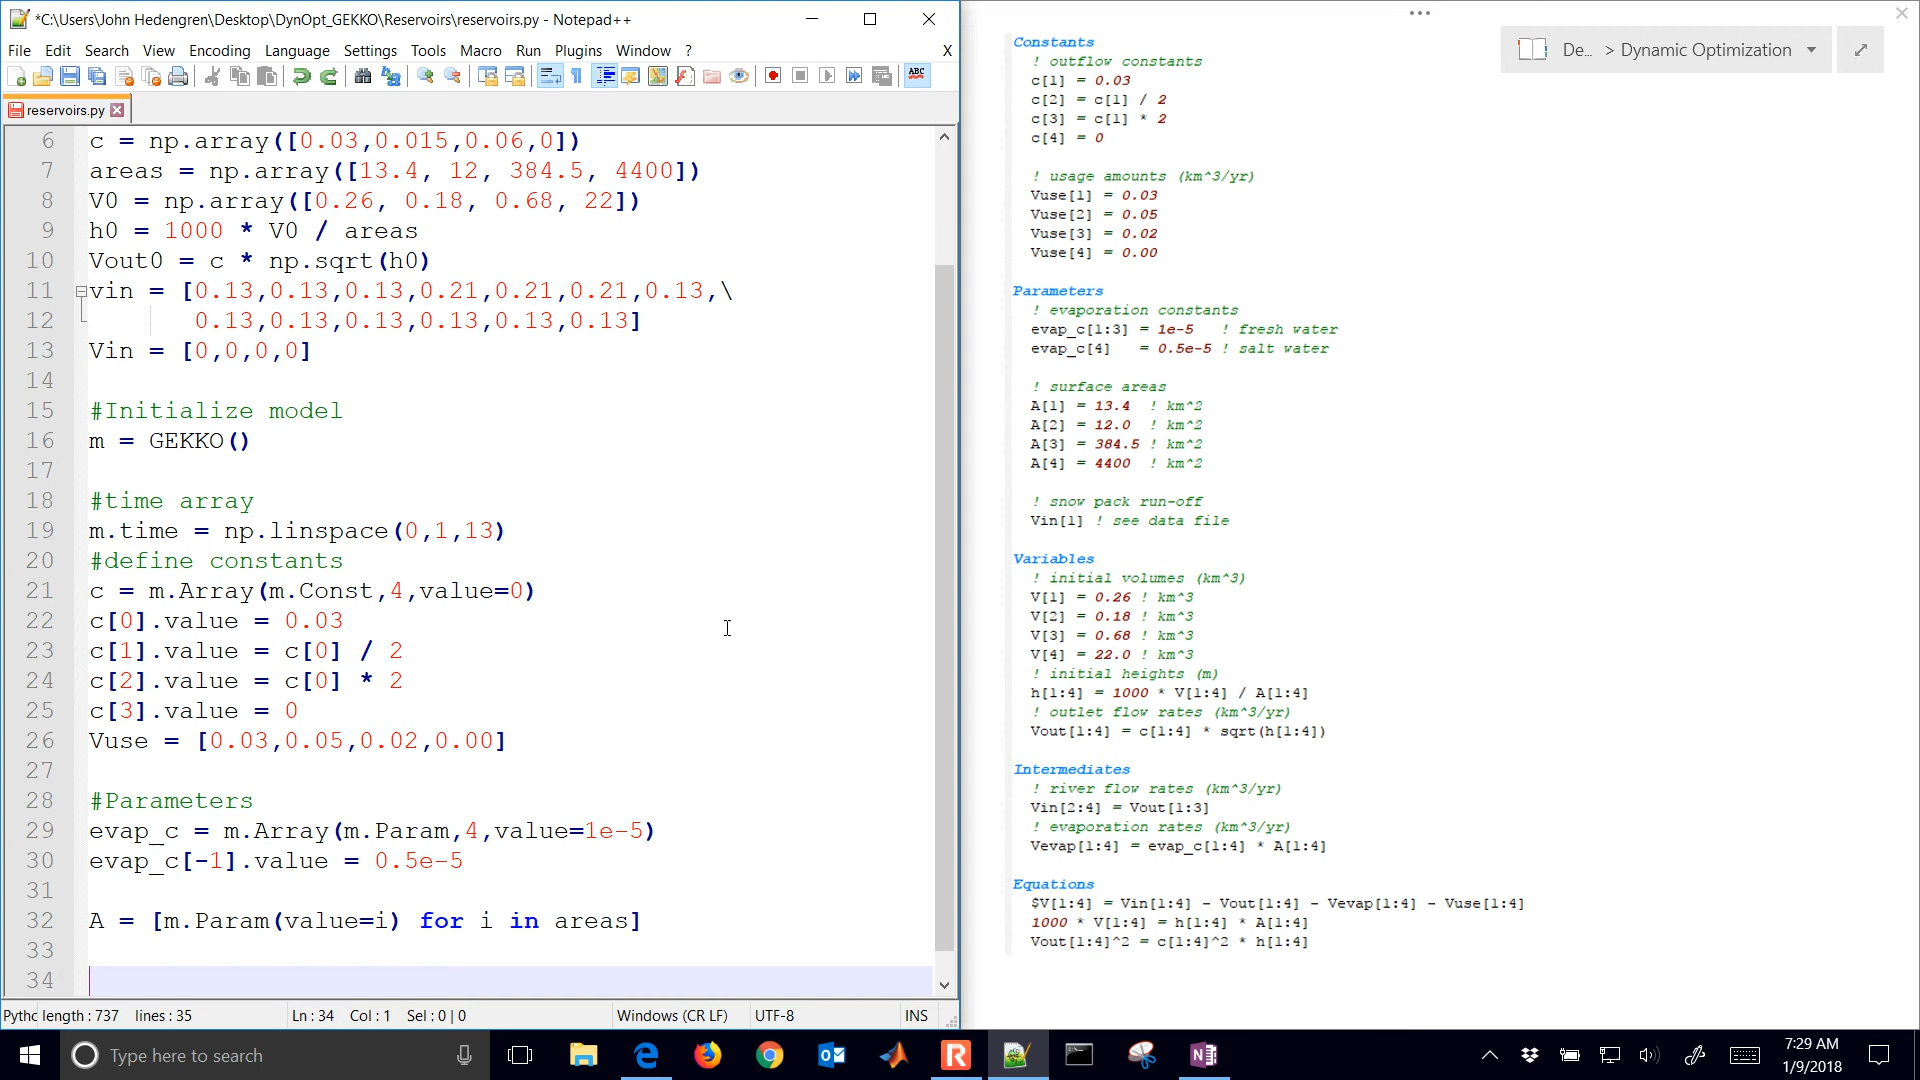 *C:\Users\John Hedengren\Desktop\DynOpt_GEKKO\Reservoirs\reservoirs.py - Notepad++
File Edit Search View Encoding Language Settings Tools Macro Run Plugins Window ? X
ABC
reservoirs.py
6 c = np.array([0.03,0.015,0.06,0])
7 areas = np.array([13.4, 12, 384.5, 4400])
8 V0 = np.array([0.26, 0.18, 0.68, 22])
9 h0 = 1000 * V0 / areas
10 Vout0 = c * np.sqrt(h0)
11 vin = [0.13,0.13,0.13,0.21,0.21,0.21,0.13,\
12 0.13,0.13,0.13,0.13,0.13,0.13]
13 Vin = [0,0,0,0]
14
15 #Initialize model
16 m = GEKKO()
17
18 #time array
19 m.time = np.linspace(0,1,13)
20 #define constants
21 c = m.Array(m.Const,4,value=0)
22 c[0].value = 0.03
23 c[1].value = c[0] / 2
24 c[2].value = c[0] * 2
25 c[3].value = 0
26 Vuse = [0.03,0.05,0.02,0.00]
27
28 #Parameters
29 evap_c = m.Array(m.Param,4,value=1e-5)
30 evap_c[-1].value = 0.5e-5
31
32 A = [m.Param(value=i) for i in areas]
33
34
Pythc length : 737 lines : 35 Ln : 34 Col : 1 Sel : 0 | 0 Windows (CR LF) UTF-8 INS
De... > Dynamic Optimization
Constants
! outflow constants
c[1] = 0.03
c[2] = c[1] / 2
c[3] = c[1] * 2
c[4] = 0
! usage amounts (km^3/yr)
Vuse[1] = 0.03
Vuse[2] = 0.05
Vuse[3] = 0.02
Vuse[4] = 0.00
Parameters
! evaporation constants
evap_c[1:3] = 1e-5 ! fresh water
evap_c[4] = 0.5e-5 ! salt water
! surface areas
A[1] = 13.4 ! km^2
A[2] = 12.0 ! km^2
A[3] = 384.5 ! km^2
A[4] = 4400 ! km^2
! snow pack run-off
Vin[1] ! see data file
Variables
! initial volumes (km^3)
V[1] = 0.26 ! km^3
V[2] = 0.18 ! km^3
V[3] = 0.68 ! km^3
V[4] = 22.0 ! km^3
! initial heights (m)
h[1:4] = 1000 * V[1:4] / A[1:4]
! outlet flow rates (km^3/yr)
Vout[1:4] = c[1:4] * sqrt(h[1:4])
Intermediates
! river flow rates (km^3/yr)
Vin[2:4] = Vout[1:3]
! evaporation rates (km^3/yr)
Vevap[1:4] = evap_c[1:4] * A[1:4]
Equations
$V[1:4] = Vin[1:4] - Vout[1:4] - Vevap[1:4] - Vuse[1:4]
1000 * V[1:4] = h[1:4] * A[1:4]
Vout[1:4]^2 = c[1:4]^2 * h[1:4]
Type here to search
7:29 AM
1/9/2018